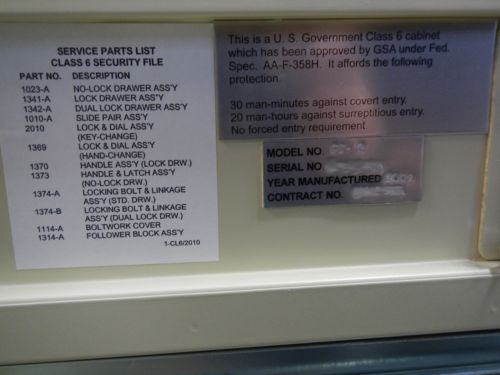 SERVICE PARTS LIST
CLASS 6 SECURITY FILE
PART NO. DESCRIPTION
1023-A NO-LOCK DRAWER ASS'Y
1341-A LOCK DRAWER ASS'Y
1342-A DUAL LOCK DRAWER ASS'Y
1010-A SLIDE PAIR ASS'Y
2010 LOCK & DIAL ASS'Y
(KEY-CHANGE)
1369 LOCK & DIAL ASS'Y
(HAND-CHANGE)
1370 HANDLE ASS'Y (LOCK DRW.)
1373 HANDLE & LATCH ASS'Y
(NO-LOCK DRW.)
1374-A LOCKING BOLT & LINKAGE
ASS'Y (STD. DRW.)
1374-B LOCKING BOLT & LINKAGE
ASS'Y (DUAL LOCK DRW.)
1114-A BOLTWORK COVER
1314-A FOLLOWER BLOCK ASS'Y
1-CL6/2010
This is a U. S. Government Class 6 cabinet
which has been approved by GSA under Fed.
Spec. AA-F-358H. It affords the following
protection.
30 man-minutes against covert entry.
20 man-hours against surreptitious entry.
No forced entry requirement.
MODEL NO.
SERIAL NO.
YEAR MANUFACTURED
CONTRACT NO.